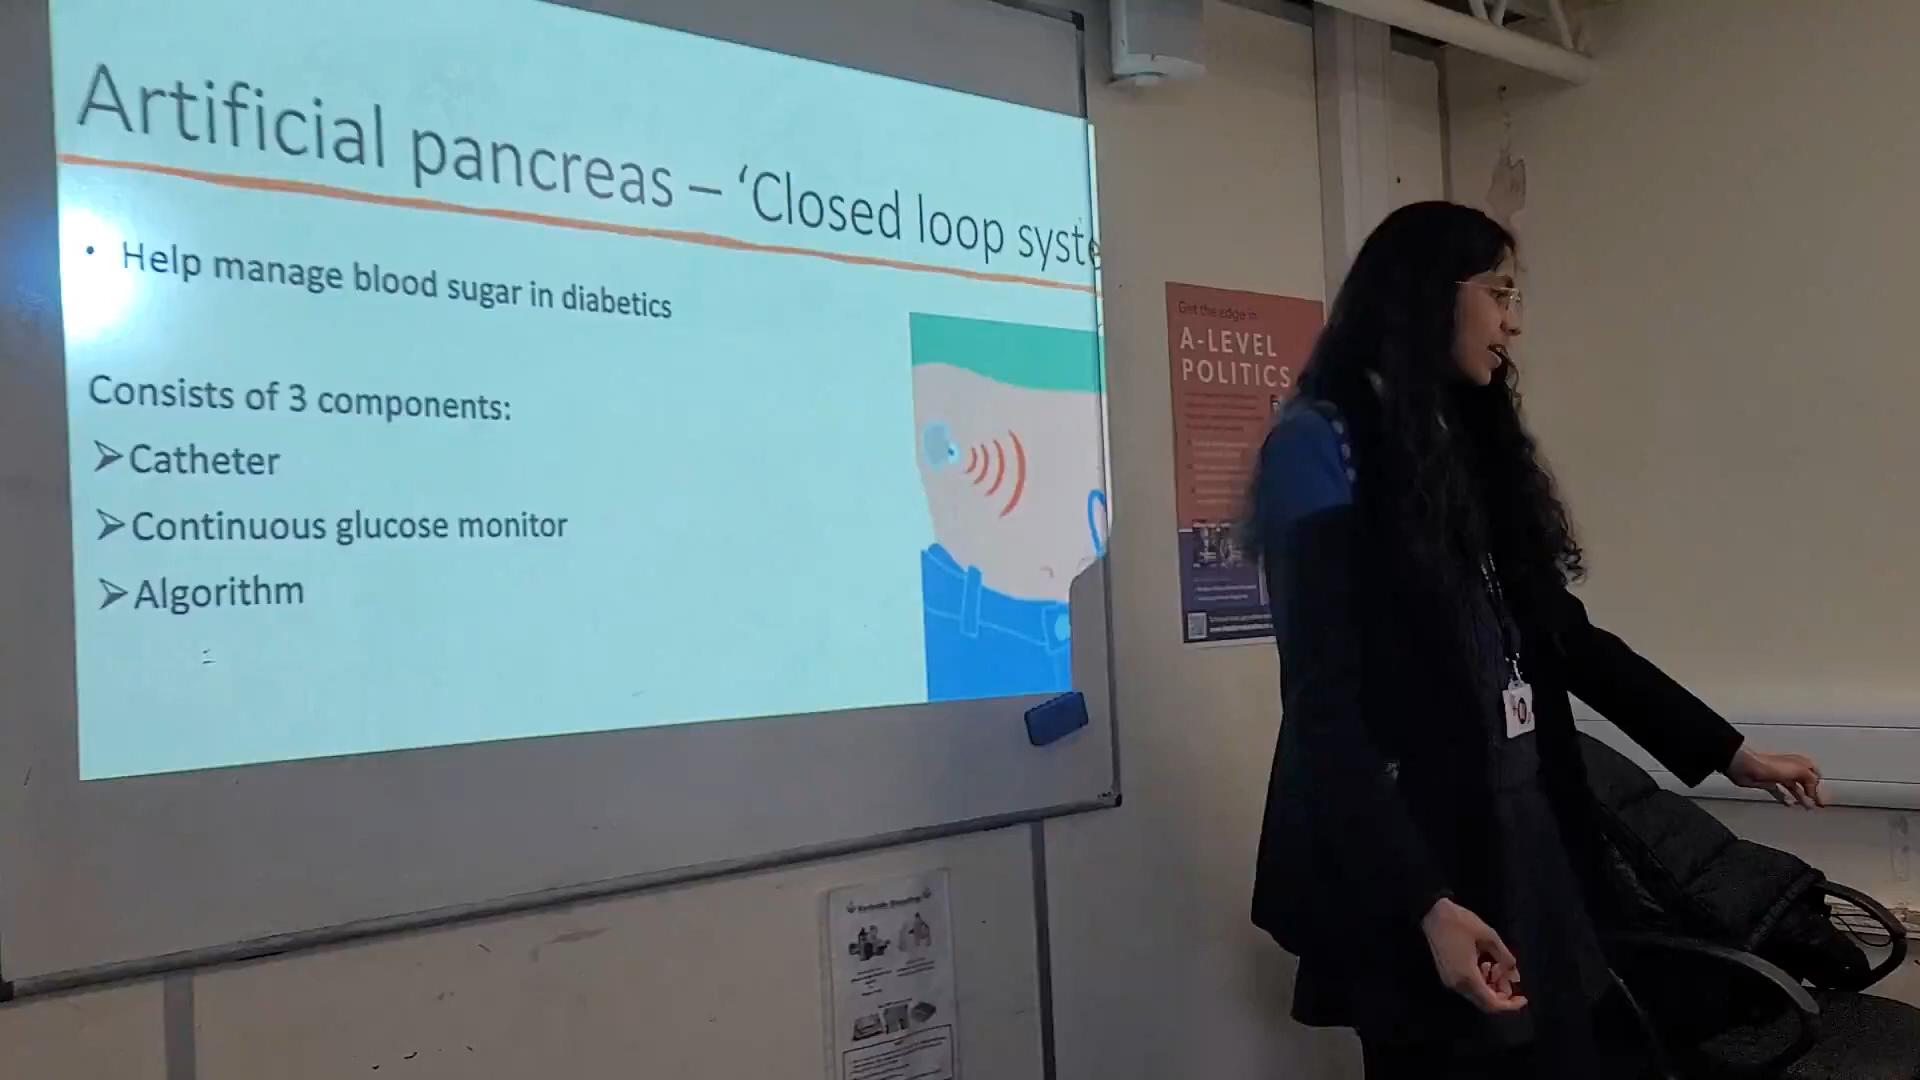 Artificial pancreas – ‘Closed loop syste
• Help manage blood sugar in diabetics
Consists of 3 components:
➢Catheter
➢Continuous glucose monitor
➢Algorithm
Get the edge in
A-LEVEL
POLITICS